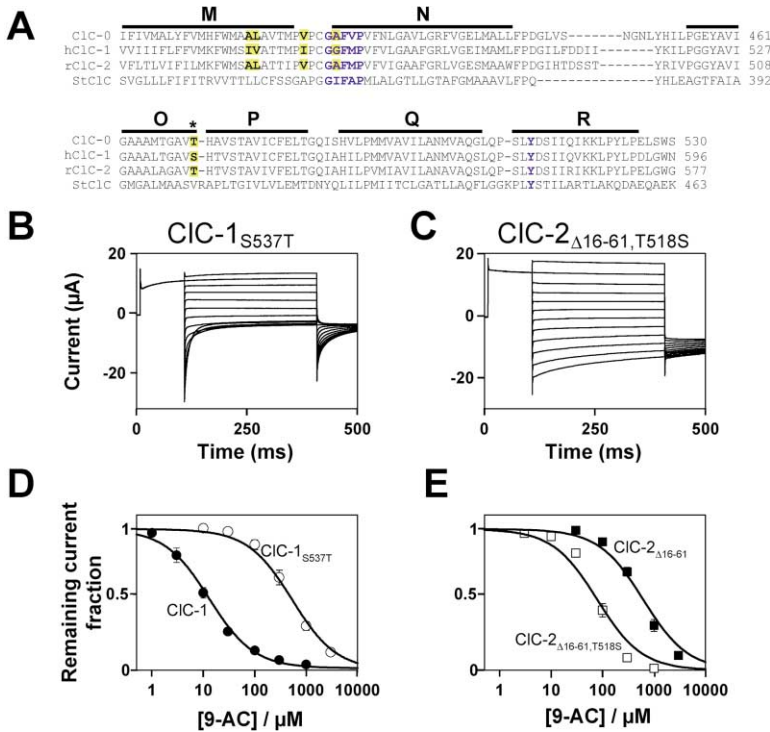 A
M N
ClC-0 IFIVMALYFVMHFWMAALAVTMPVPCGAFVPVFNLGAVLGRFVGELMALLFPDGLVS-----NGNLYHILPGEYAVI 461
hClC-1 VVIIIFLFFVMKFWMSIVATTMPIPCGGFMPVFVLGAAFGRLVGEIMAMLFPDGILFDDII----YKILPGGYAVI 527
rClC-2 VFLTLVIFILMKFWMSALATTIPVPCGAFMPVFVIGAAFGRLVGESMAAWFPDGIHTDSST----YRIVPGGYAVV 508
StClC SVGLLLFIFITRVVTTLLCFSSGAPGGIFAPMLALGTLLGTAFGMAAAVLFPQ------------YHLEAGTFAIA 392
O * P Q R
ClC-0 GAAAMTGAVT-HAVSTAVICFELTGQISHVLPMMVAVILANMVAQGLQP-SLYDSIIQIKKLPYLPELSWS 530
hClC-1 GAAALTGAVS-HTVSTAVICFELTGQIAHILPMMVAVILANMVAQSLQP-SLYDSIIQVKKLPYLPDLGWN 596
rClC-2 GAAALAGAVT-HTVSTAVIVFELTGQIAHILPVMIAVILANAVAQSLQP-SLYDSIIRIKKLPYLPELGWG 577
StClC GMGALMAASVRAPLTGIVLVLEMTDNYQLILPMIITCLGATLLAQFLGGKPLYSTILARTLAKQDAEQAEK 463
B ClC-1S537T
C ClC-2Δ16-61,T518S
Current (µA)
20
0
-20
0 250 500
Time (ms)
20
0
-20
0 250 500
Time (ms)
D
E
Remaining current fraction
1
0.5
0
ClC-1S537T
ClC-1
1 10 100 1000 10000
[9-AC] / µM
1
0.5
0
ClC-2Δ16-61
ClC-2Δ16-61,T518S
1 10 100 1000 10000
[9-AC] / µM